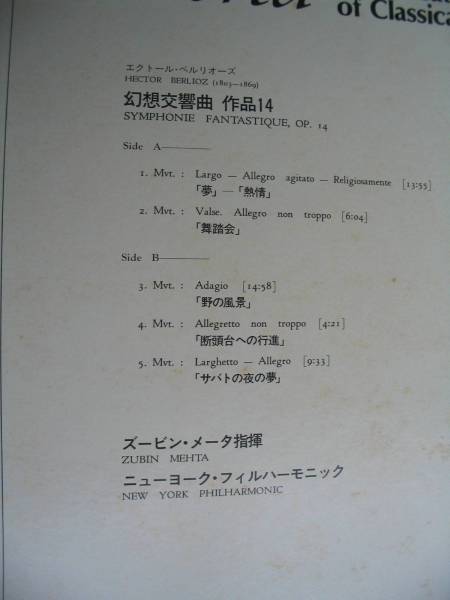 of Classica
エクトール・ベルリオーズ
HECTOR BERLIOZ (1803—1869)
幻想交響曲 作品14
SYMPHONIE FANTASTIQUE, OP. 14
Side A
1. Mvt. : Largo — Allegro agitato — Religiosamente [13:55]
「夢」—「熱情」
2. Mvt. : Valse. Allegro non troppo [6:04]
「舞踏会」
Side B
3. Mvt. : Adagio [14:58]
「野の風景」
4. Mvt. : Allegretto non troppo [4:21]
「断頭台への行進」
5. Mvt. : Larghetto — Allegro [9:33]
「サバトの夜の夢」
ズービン・メータ指揮
ZUBIN MEHTA
ニューヨーク・フィルハーモニック
NEW YORK PHILHARMONIC